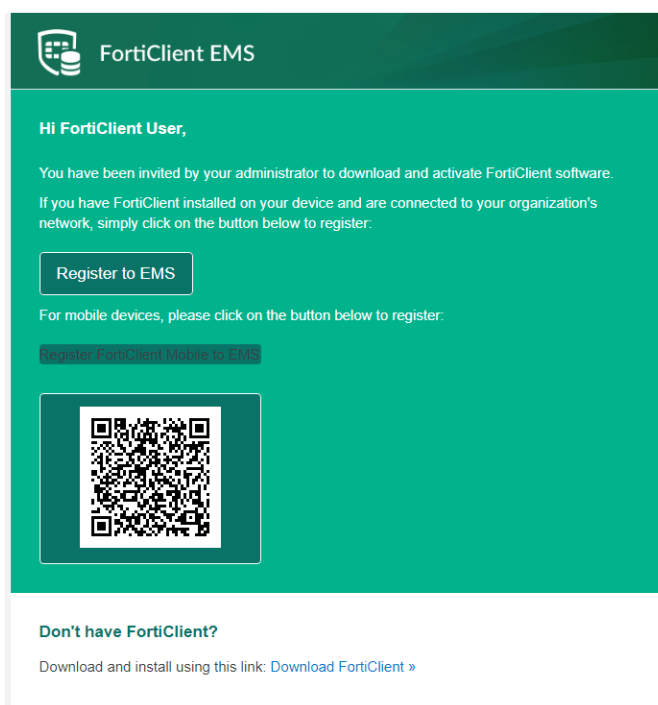 FortiClient EMS
Hi FortiClient User,
You have been invited by your administrator to download and activate FortiClient software.
If you have FortiClient installed on your device and are connected to your organization's
network, simply click on the button below to register:
Register to EMS
For mobile devices, please click on the button below to register:
Register FortiClient Mobile to EMS
Don't have FortiClient?
Download and install using this link: Download FortiClient »